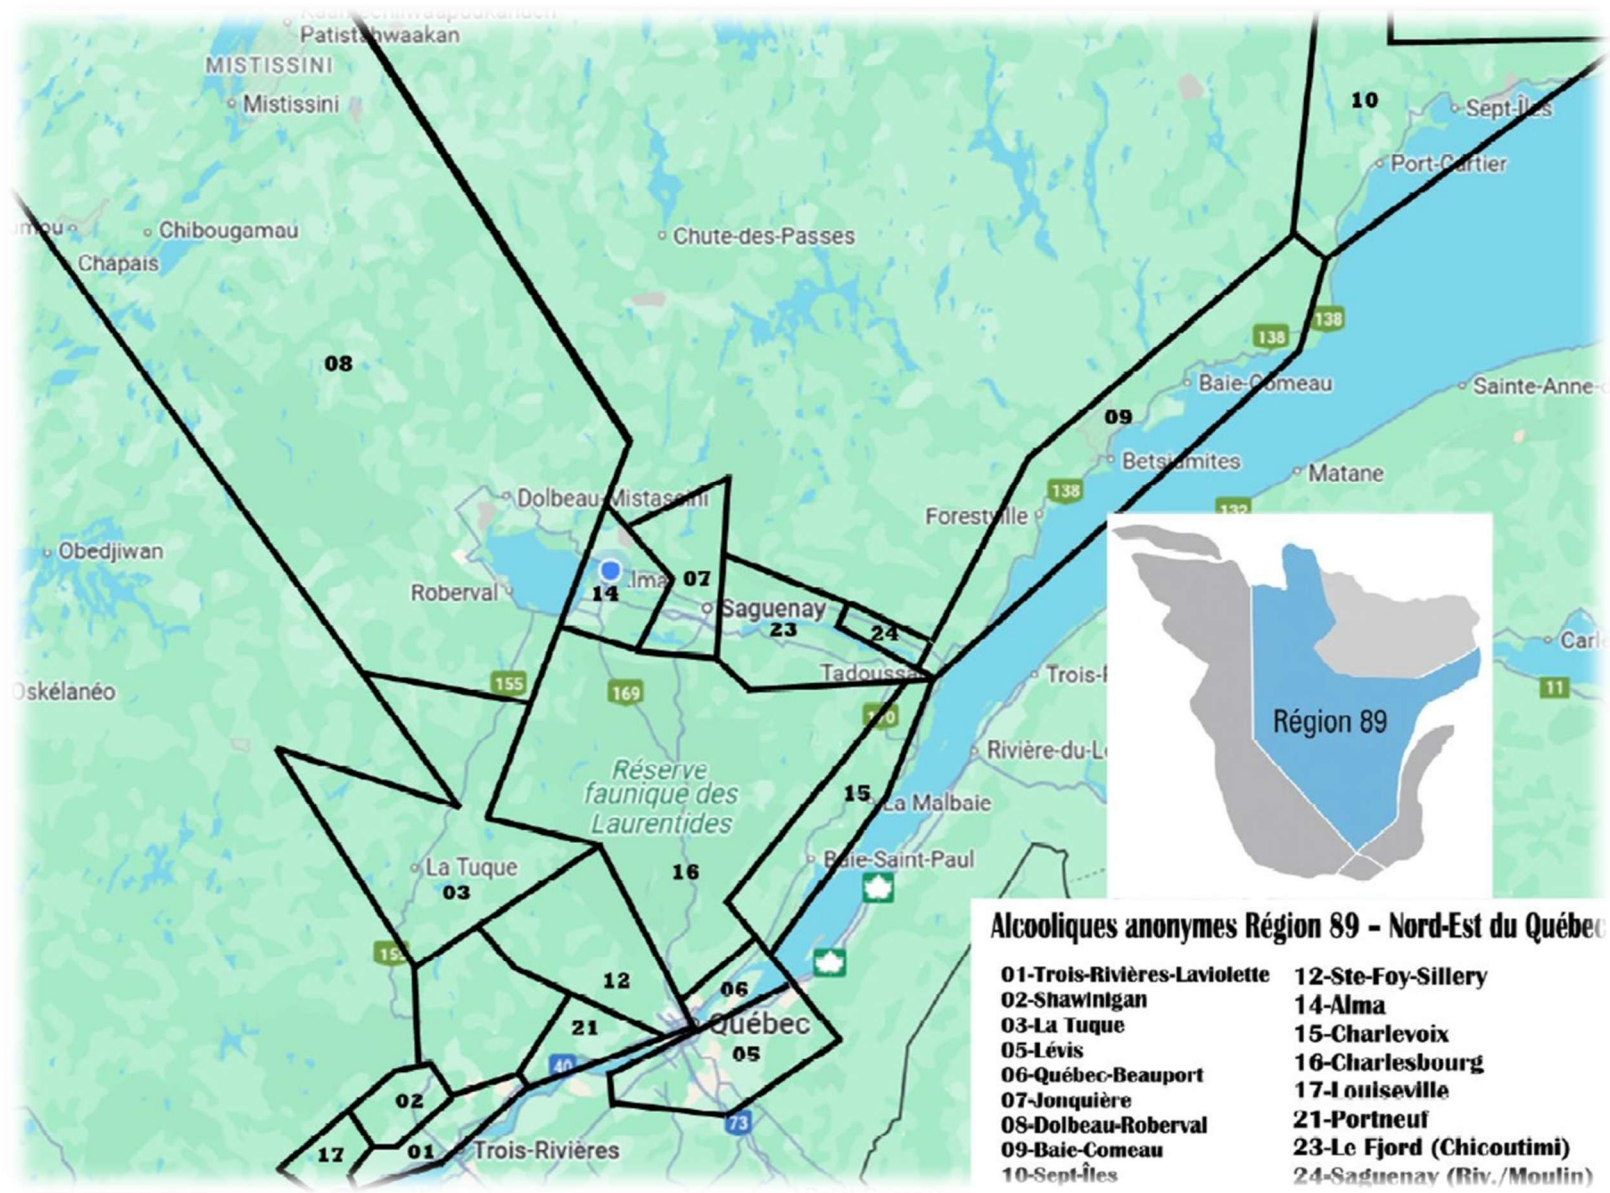 Patistahwaakan
MISTISSINI
Mistissini
10
Sept-Îles
Port-Cartier
Chibougamau
Chapais
Chute-des-Passes
138
138
08
Baie-Comeau
Sainte-Anne-
09
Betsiamites
Matane
138
132
Dolbeau-Mistassini
Forestville
Obedjiwan
Roberval
14
lma
07
Saguenay
23
24
Carl
Tadoussa
Trois-
Oskélanéo
155
169
170
11
Région 89
Rivière-du-L
Réserve
faunique des
Laurentides
15
La Malbaie
La Tuque
03
16
Baie-Saint-Paul
155
12
06
21
Québec
05
40
02
73
17
01
Trois-Rivières
Alcooliques anonymes Région 89 – Nord-Est du Québec
01-Trois-Rivières-Laviolette
02-Shawinigan
03-La Tuque
05-Lévis
06-Québec-Beauport
07-Jonquière
08-Dolbeau-Roberval
09-Baie-Comeau
10-Sept-Îles
12-Ste-Foy-Sillery
14-Alma
15-Charlevoix
16-Charlesbourg
17-Louiseville
21-Portneuf
23-Le Fjord (Chicoutimi)
24-Saguenay (Riv./Moulin)